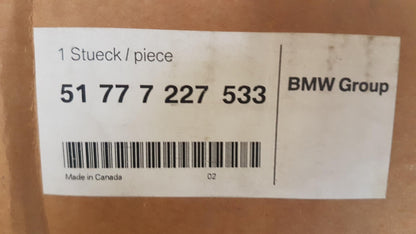 1 Stueck / piece
51 77 7 227 533
BMW Group
Made in Canada 02